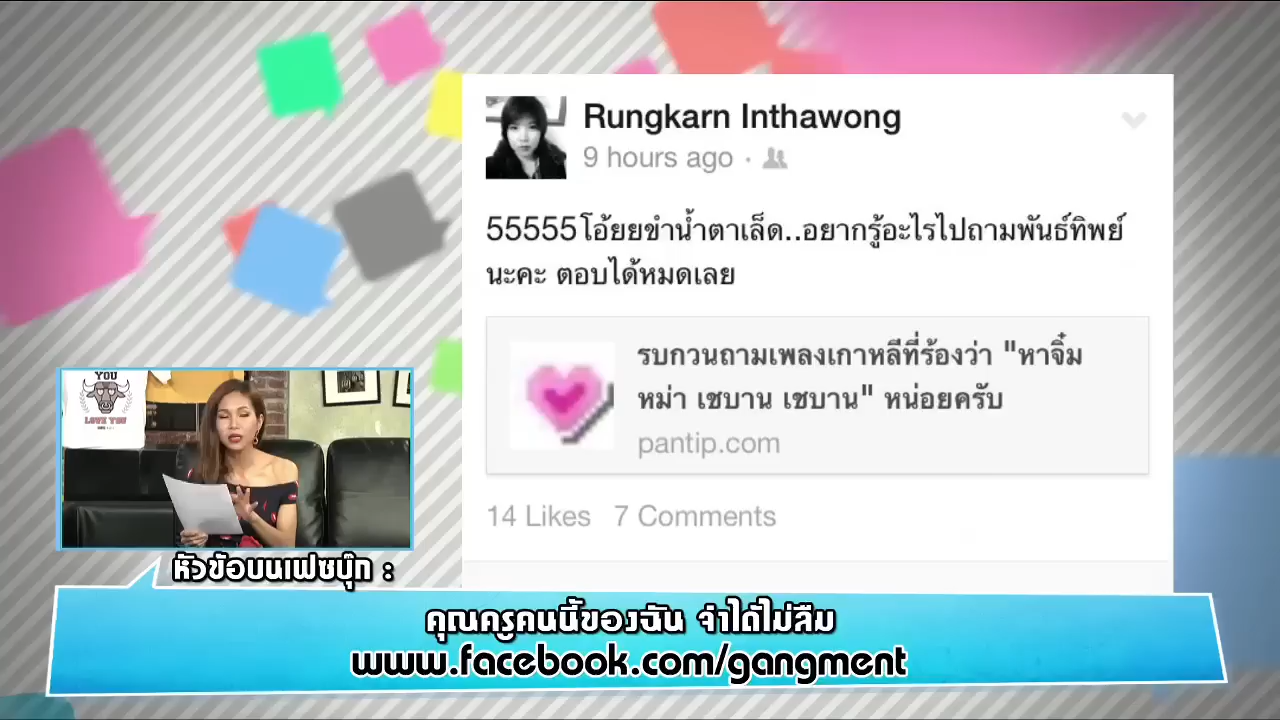 Rungkarn Inthawong
9 hours ago ·
55555โอ้ยยขำน้ำตาเล็ด..อยากรู้อะไรไปถามพันธ์ทิพย์
นะคะ ตอบได้หมดเลย
รบกวนถามเพลงเกาหลีที่ร้องว่า "หาจิ๋ม
หม่า เชบาน เชบาน" หน่อยครับ
pantip.com
14 Likes 7 Comments
YOU
LOVE YOU
หัวข้อบนเฟซบุ๊ก :
คุณครูคนนี้ของฉัน จำได้ไม่ลืม
www.facebook.com/gangment